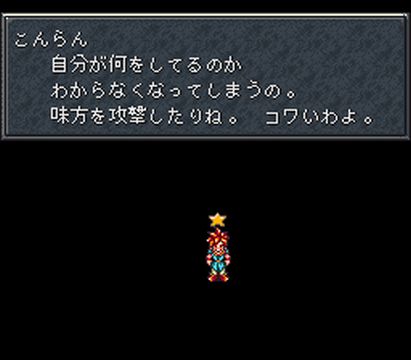 こんらん
自分が何をしてるのか
わからなくなってしまうの。
味方を攻撃したりね。 コワいわよ。